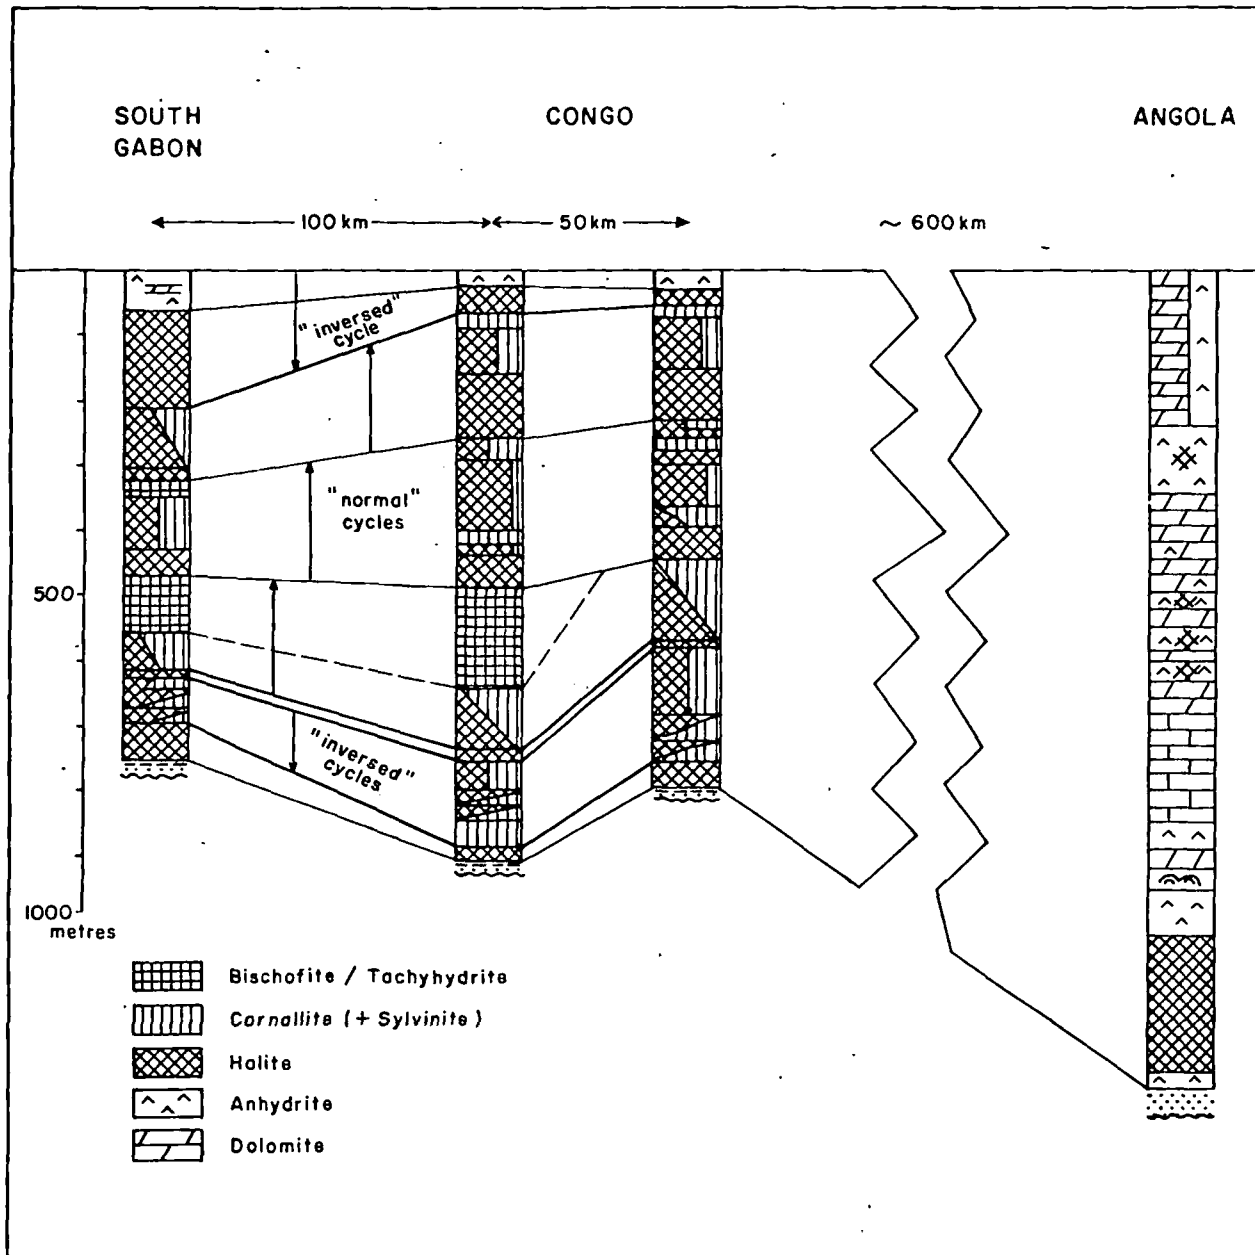 SOUTH
GABON
CONGO
ANGOLA
100 km
50 km
~ 600 km
"inversed"
cycle
"normal"
cycles
"inversed"
cycles
500
1000
metres
Bischofite / Tachyhydrite
Carnallite (+ Sylvinite)
Halite
Anhydrite
Dolomite